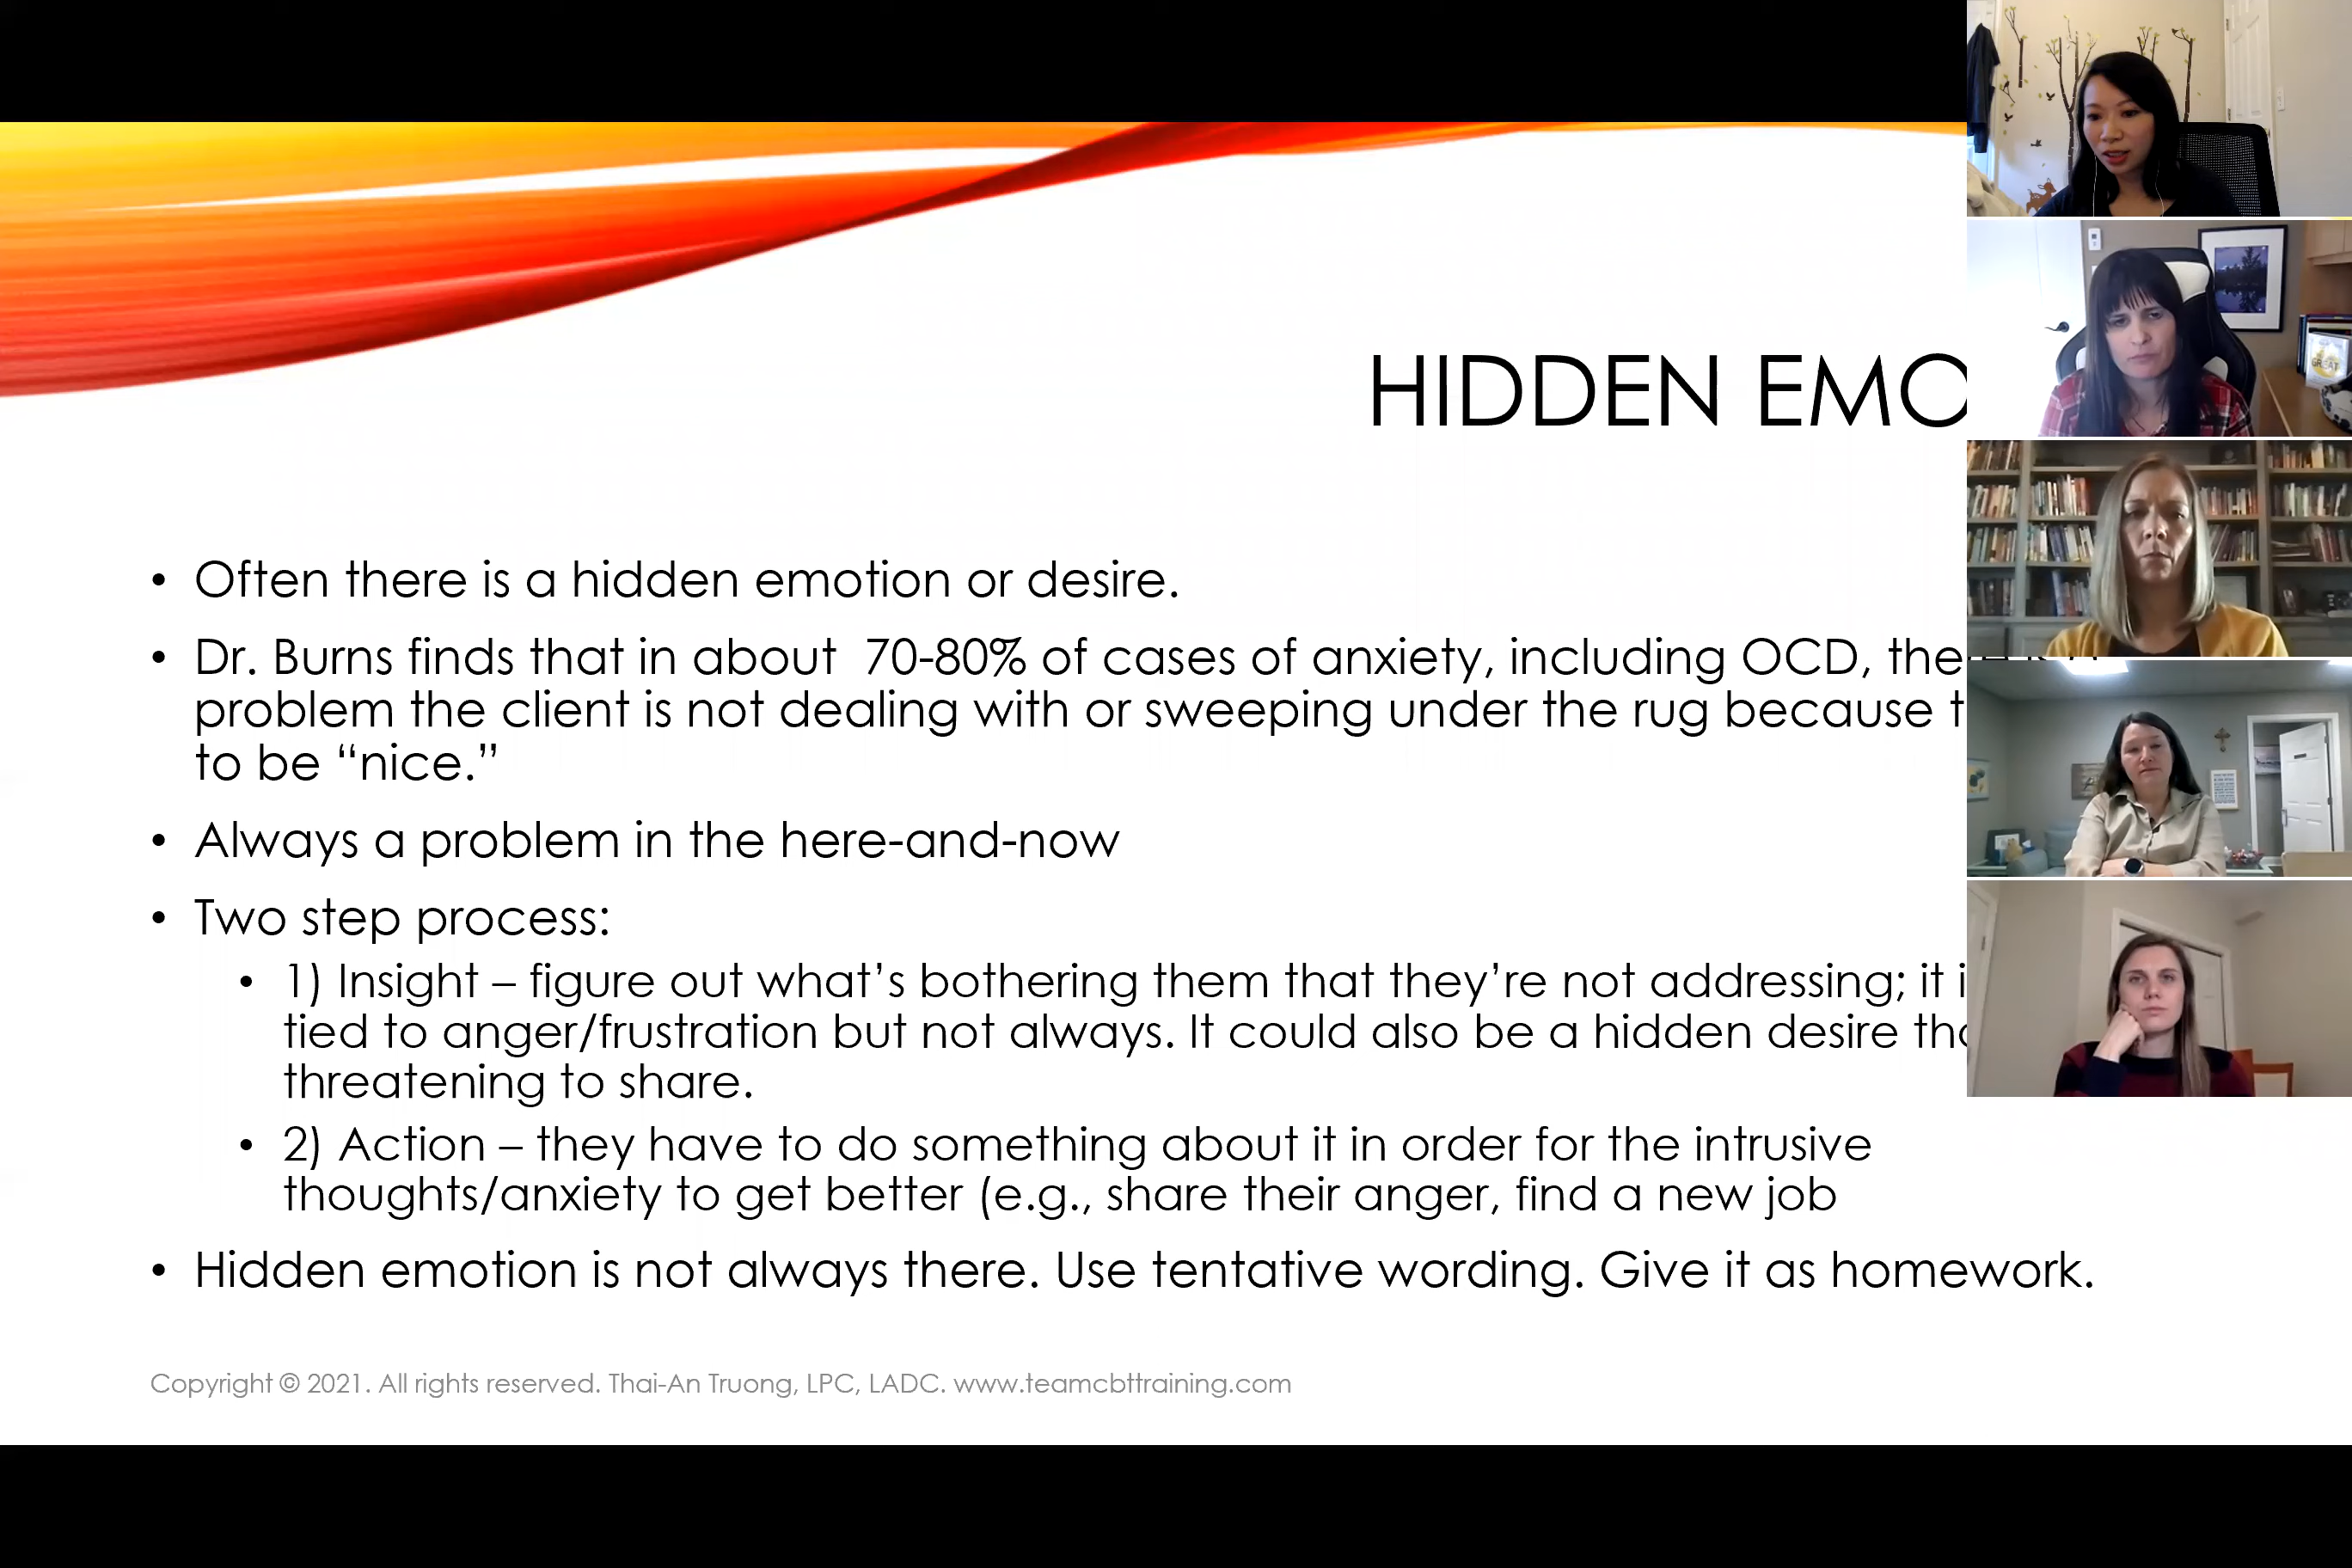 HIDDEN EMO
• Often there is a hidden emotion or desire.
• Dr. Burns finds that in about 70-80% of cases of anxiety, including OCD,
problem the client is not dealing with or sweeping under the rug because
to be “nice.”
• Always a problem in the here-and-now
• Two step process:
• 1) Insight – figure out what’s bothering them that they’re not addressing; it
tied to anger/frustration but not always. It could also be a hidden desire
threatening to share.
• 2) Action – they have to do something about it in order for the intrusive
thoughts/anxiety to get better (e.g., share their anger, find a new job
• Hidden emotion is not always there. Use tentative wording. Give it as homework.
Copyright © 2021. All rights reserved. Thai-An Truong, LPC, LADC. www.teamcbttraining.com
GREAT